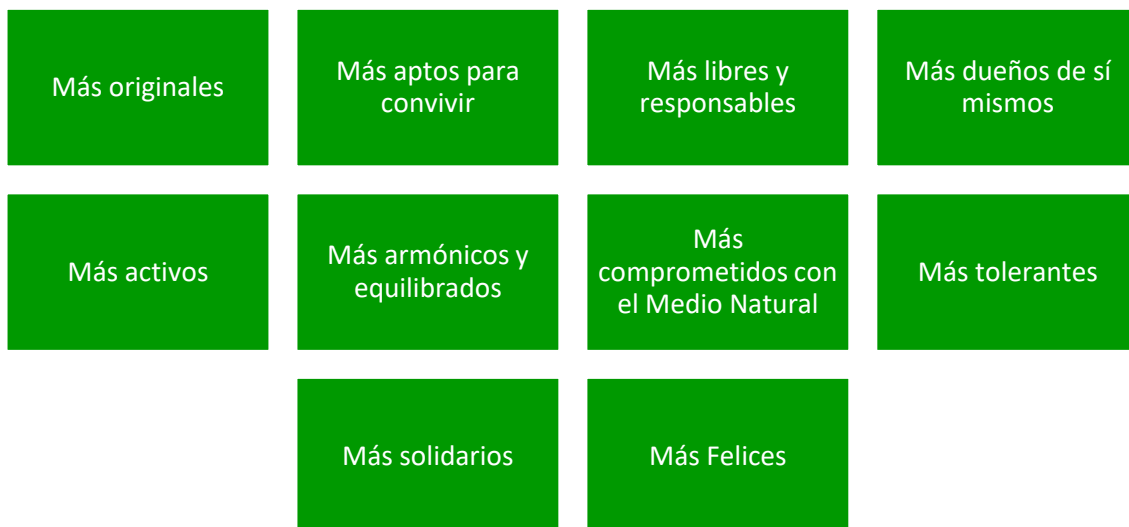 Más originales
Más aptos para
convivir
Más libres y
responsables
Más dueños de sí
mismos
Más activos
Más armónicos y
equilibrados
Más
comprometidos con
el Medio Natural
Más tolerantes
Más solidarios
Más Felices